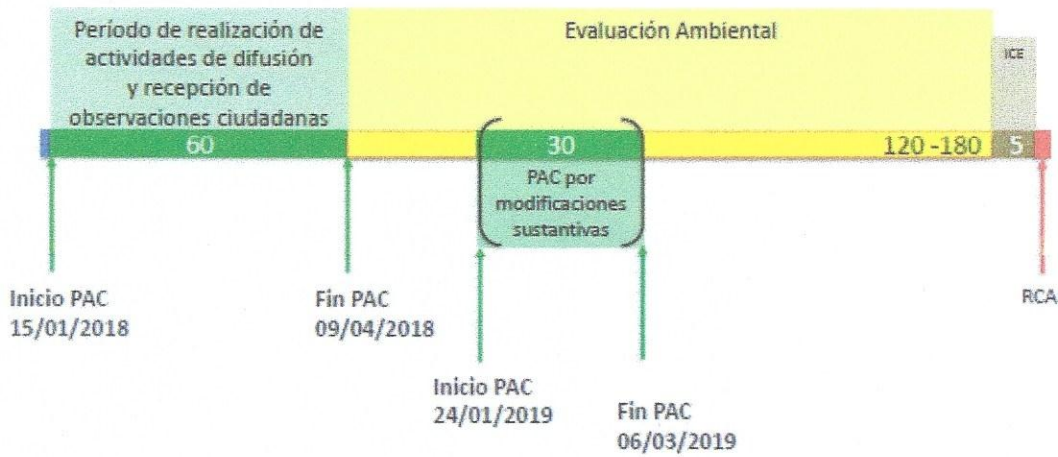 Período de realización de
actividades de difusión
y recepción de
observaciones ciudadanas
Evaluación Ambiental
ICE
60
30
120 -180
5
PAC por
modificaciones
sustantivas
Inicio PAC
15/01/2018
Fin PAC
09/04/2018
RCA
Inicio PAC
24/01/2019
Fin PAC
06/03/2019